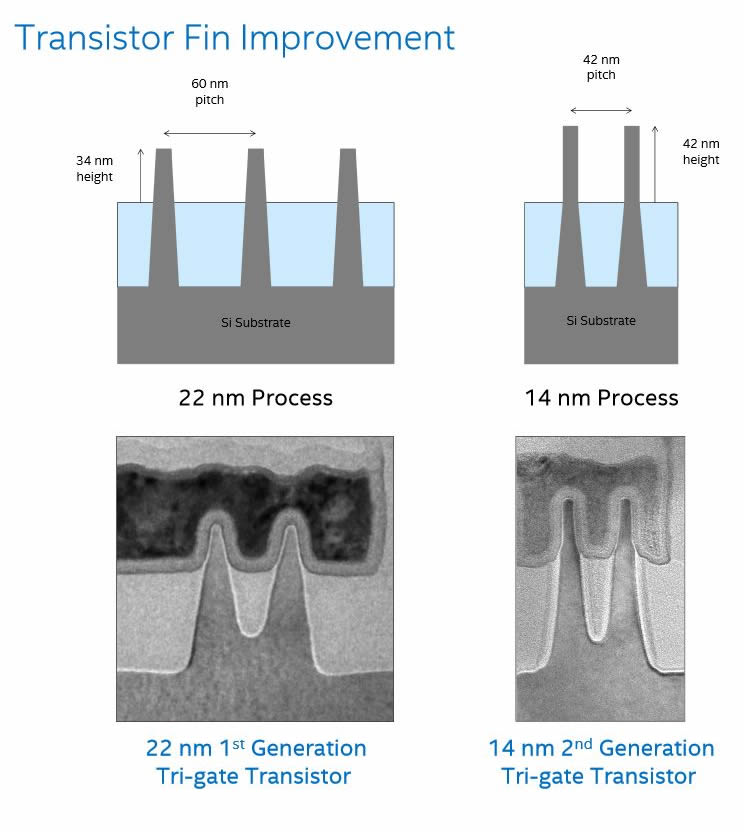 Transistor Fin Improvement
60 nm
pitch
42 nm
pitch
34 nm
height
42 nm
height
Si Substrate
Si Substrate
22 nm Process
14 nm Process
22 nm 1st Generation
Tri-gate Transistor
14 nm 2nd Generation
Tri-gate Transistor